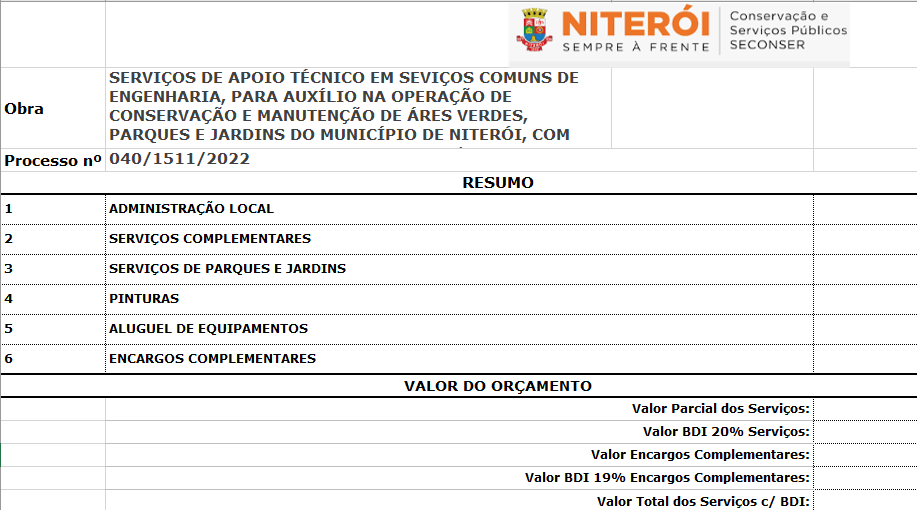 NITERÓI
SEMPRE À FRENTE
Conservação e
Serviços Públicos
SECONSER
Obra
SERVIÇOS DE APOIO TÉCNICO EM SEVIÇOS COMUNS DE
ENGENHARIA, PARA AUXÍLIO NA OPERAÇÃO DE
CONSERVAÇÃO E MANUTENÇÃO DE ÁRES VERDES,
PARQUES E JARDINS DO MUNICÍPIO DE NITERÓI, COM
Processo nº 040/1511/2022
RESUMO
1 ADMINISTRAÇÃO LOCAL
2 SERVIÇOS COMPLEMENTARES
3 SERVIÇOS DE PARQUES E JARDINS
4 PINTURAS
5 ALUGUEL DE EQUIPAMENTOS
6 ENCARGOS COMPLEMENTARES
VALOR DO ORÇAMENTO
Valor Parcial dos Serviços:
Valor BDI 20% Serviços:
Valor Encargos Complementares:
Valor BDI 19% Encargos Complementares:
Valor Total dos Serviços c/ BDI: